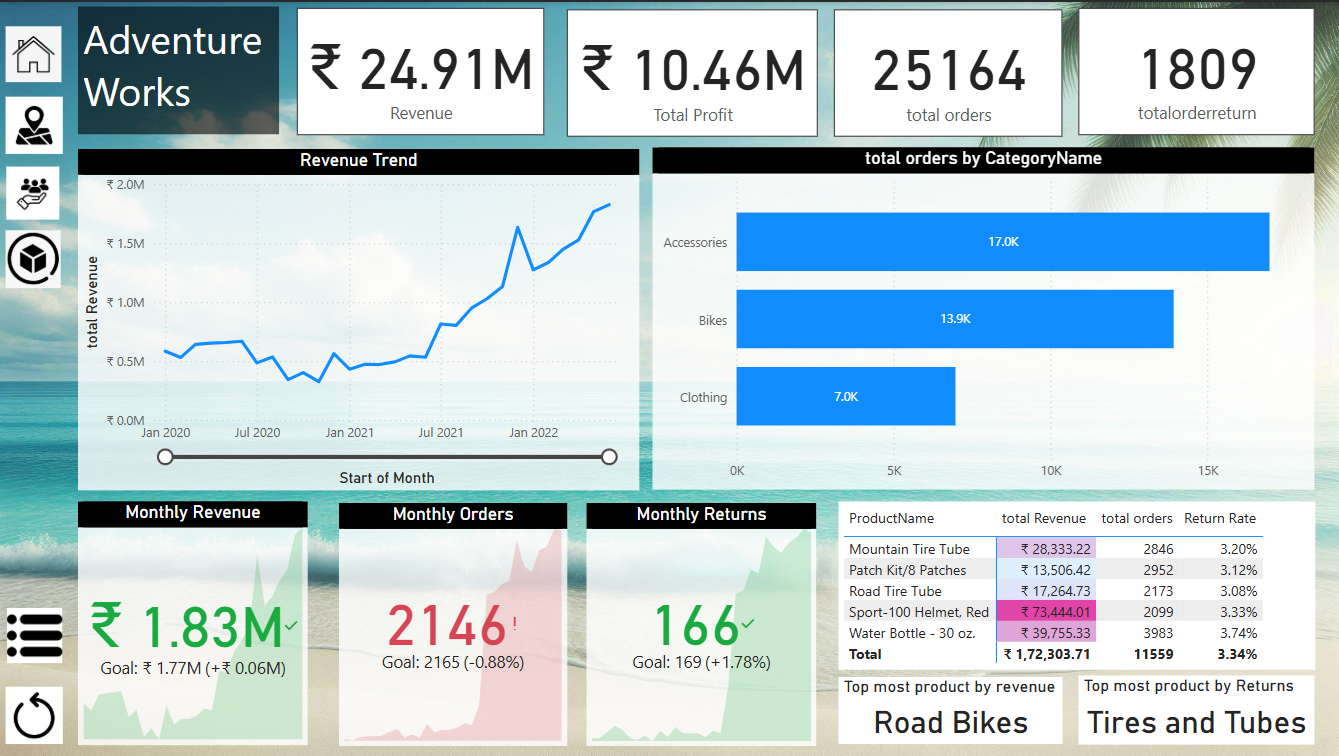 Adventure
Works
₹ 24.91M
Revenue
₹ 10.46M
Total Profit
25164
total orders
1809
totalorderreturn
Revenue Trend
total Revenue
₹ 2.0M
₹ 1.5M
₹ 1.0M
₹ 0.5M
₹ 0.0M
Jan 2020 Jul 2020 Jan 2021 Jul 2021 Jan 2022
Start of Month
total orders by CategoryName
Accessories 17.0K
Bikes 13.9K
Clothing 7.0K
0K 5K 10K 15K
Monthly Revenue
₹ 1.83M
Goal: ₹ 1.77M (+₹ 0.06M)
Monthly Orders
2146!
Goal: 2165 (-0.88%)
Monthly Returns
166
Goal: 169 (+1.78%)
ProductName total Revenue total orders Return Rate
Mountain Tire Tube ₹ 28,333.22 2846 3.20%
Patch Kit/8 Patches ₹ 13,506.42 2952 3.12%
Road Tire Tube ₹ 17,264.73 2173 3.08%
Sport-100 Helmet, Red ₹ 73,444.01 2099 3.33%
Water Bottle - 30 oz. ₹ 39,755.33 3983 3.74%
Total ₹ 1,72,303.71 11559 3.34%
Top most product by revenue
Road Bikes
Top most product by Returns
Tires and Tubes